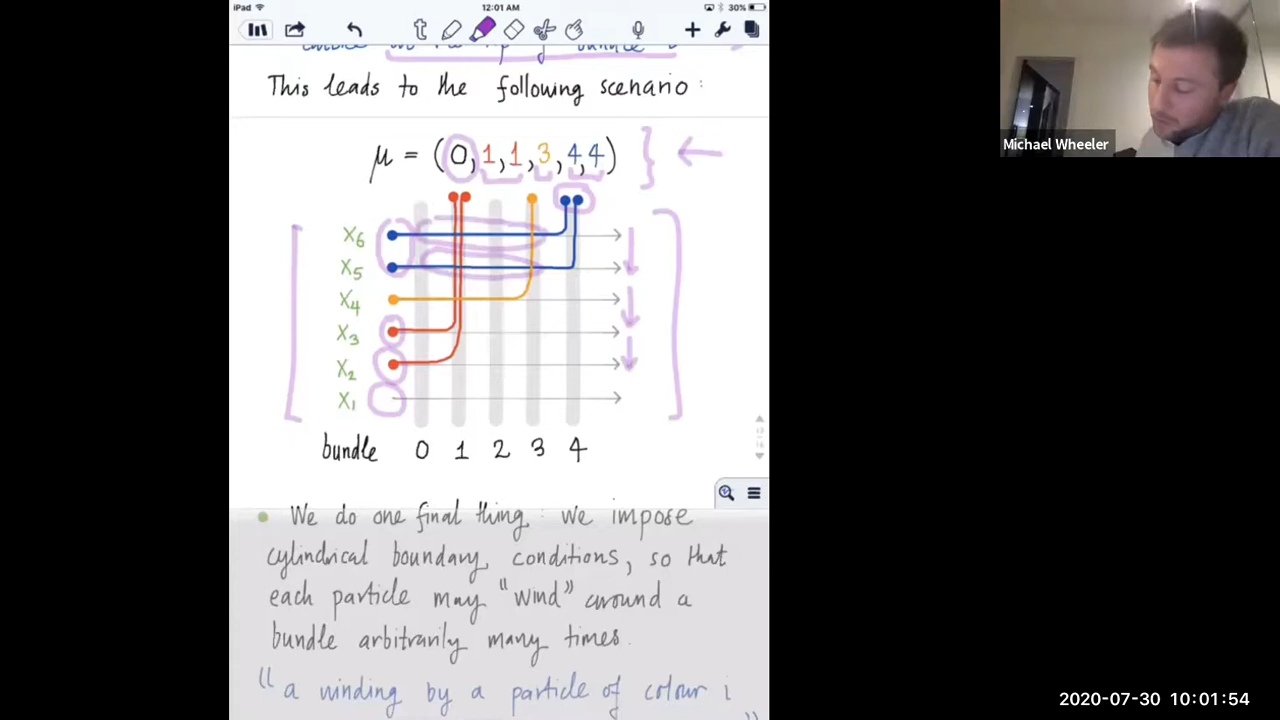 iPad 12:01 AM 30%
bundle
This leads to the following scenario :
μ = (0,1,1,3,4,4)
x6
x5
x4
x3
x2
x1
bundle 0 1 2 3 4
We do one final thing : we impose
cylindrical boundary conditions, so that
each particle may "wind" around a
bundle arbitrarily many times.
"a winding by a particle of colour i
Michael Wheeler
2020-07-30 10:01:54